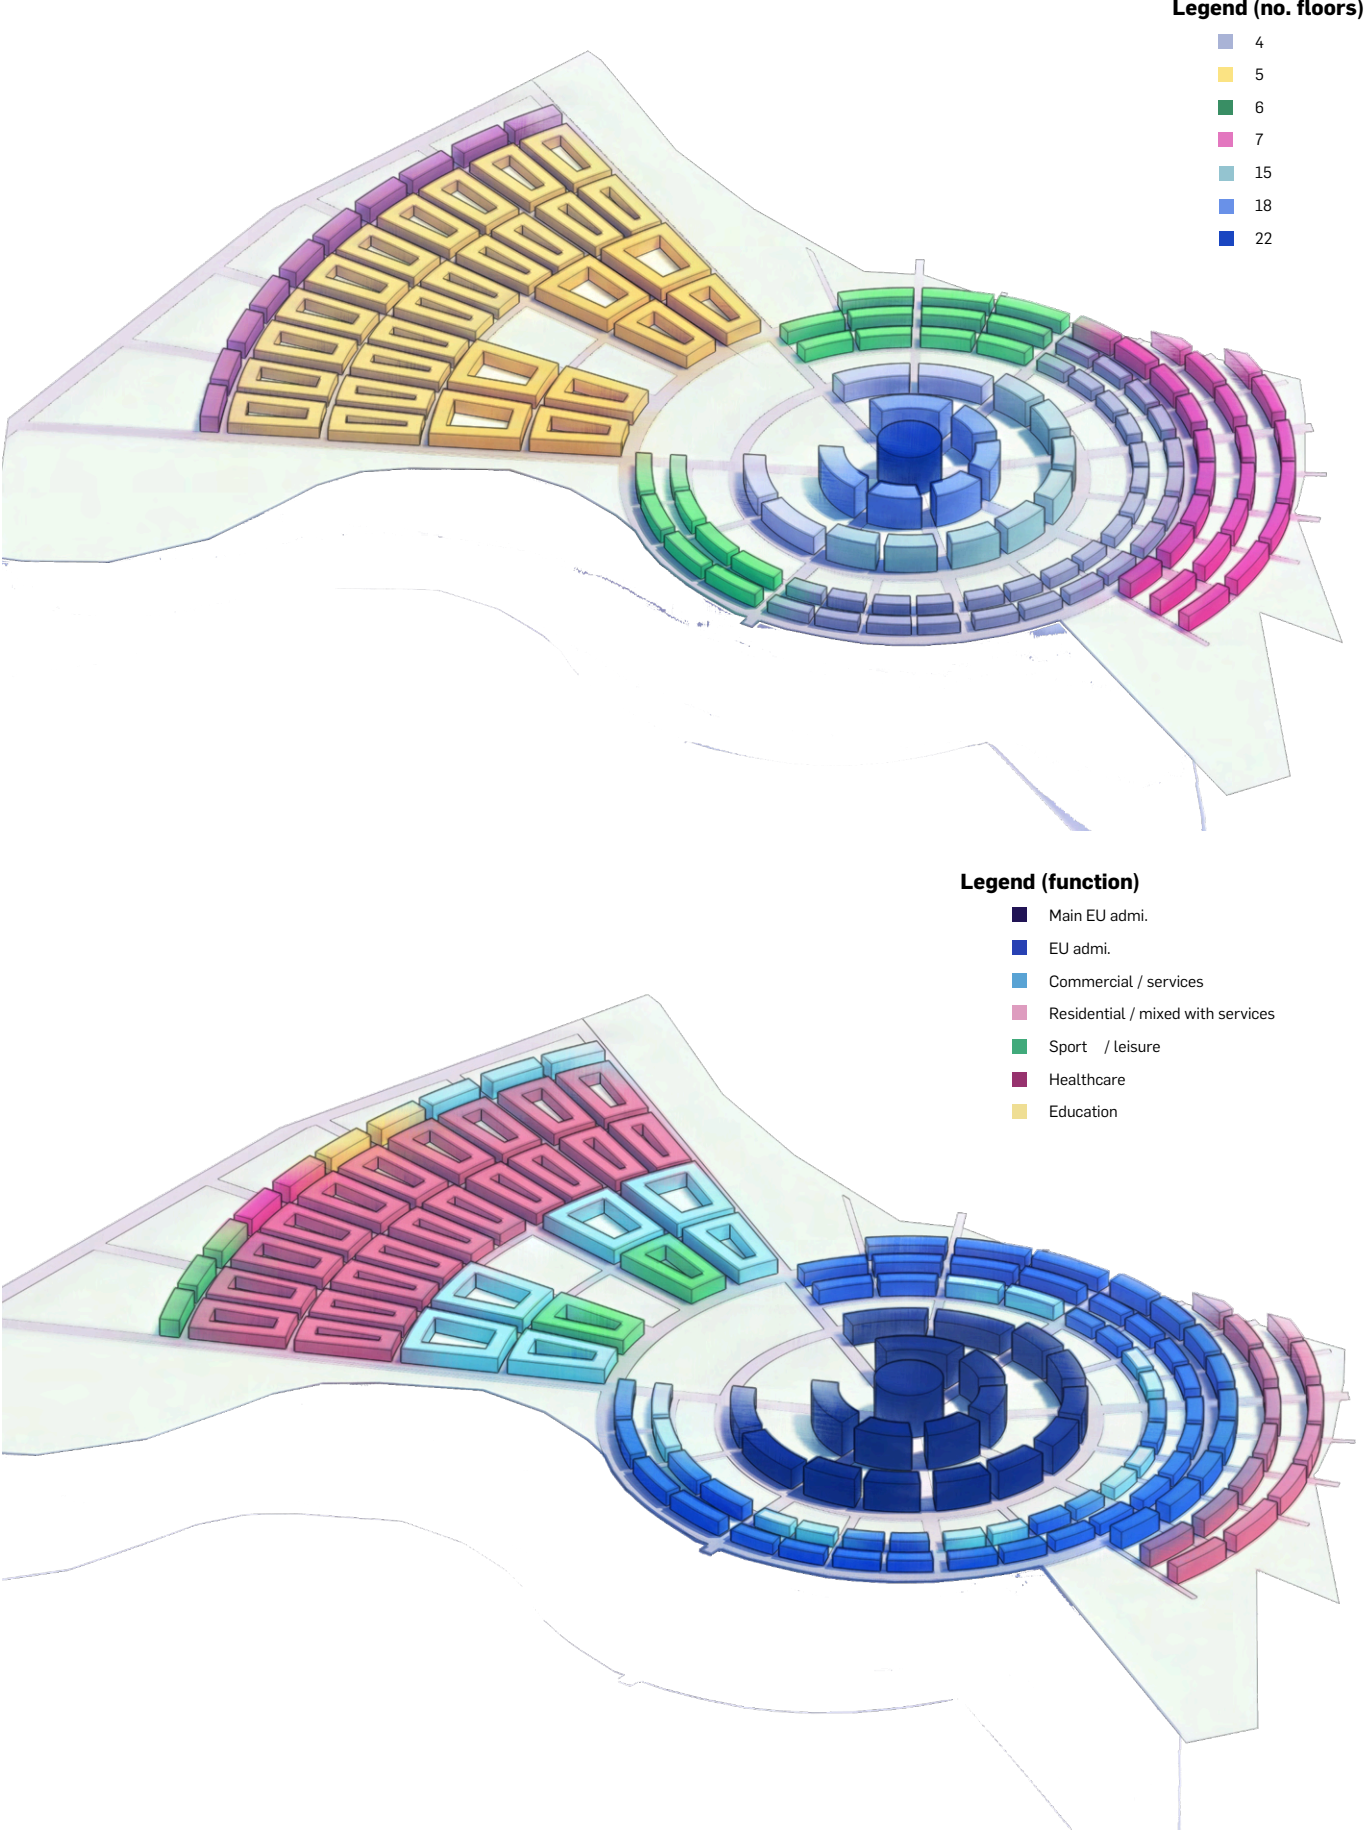 Legend (no. floors)
4
5
6
7
15
18
22
Legend (function)
Main EU admi.
EU admi.
Commercial / services
Residential / mixed with services
Sport / leisure
Healthcare
Education